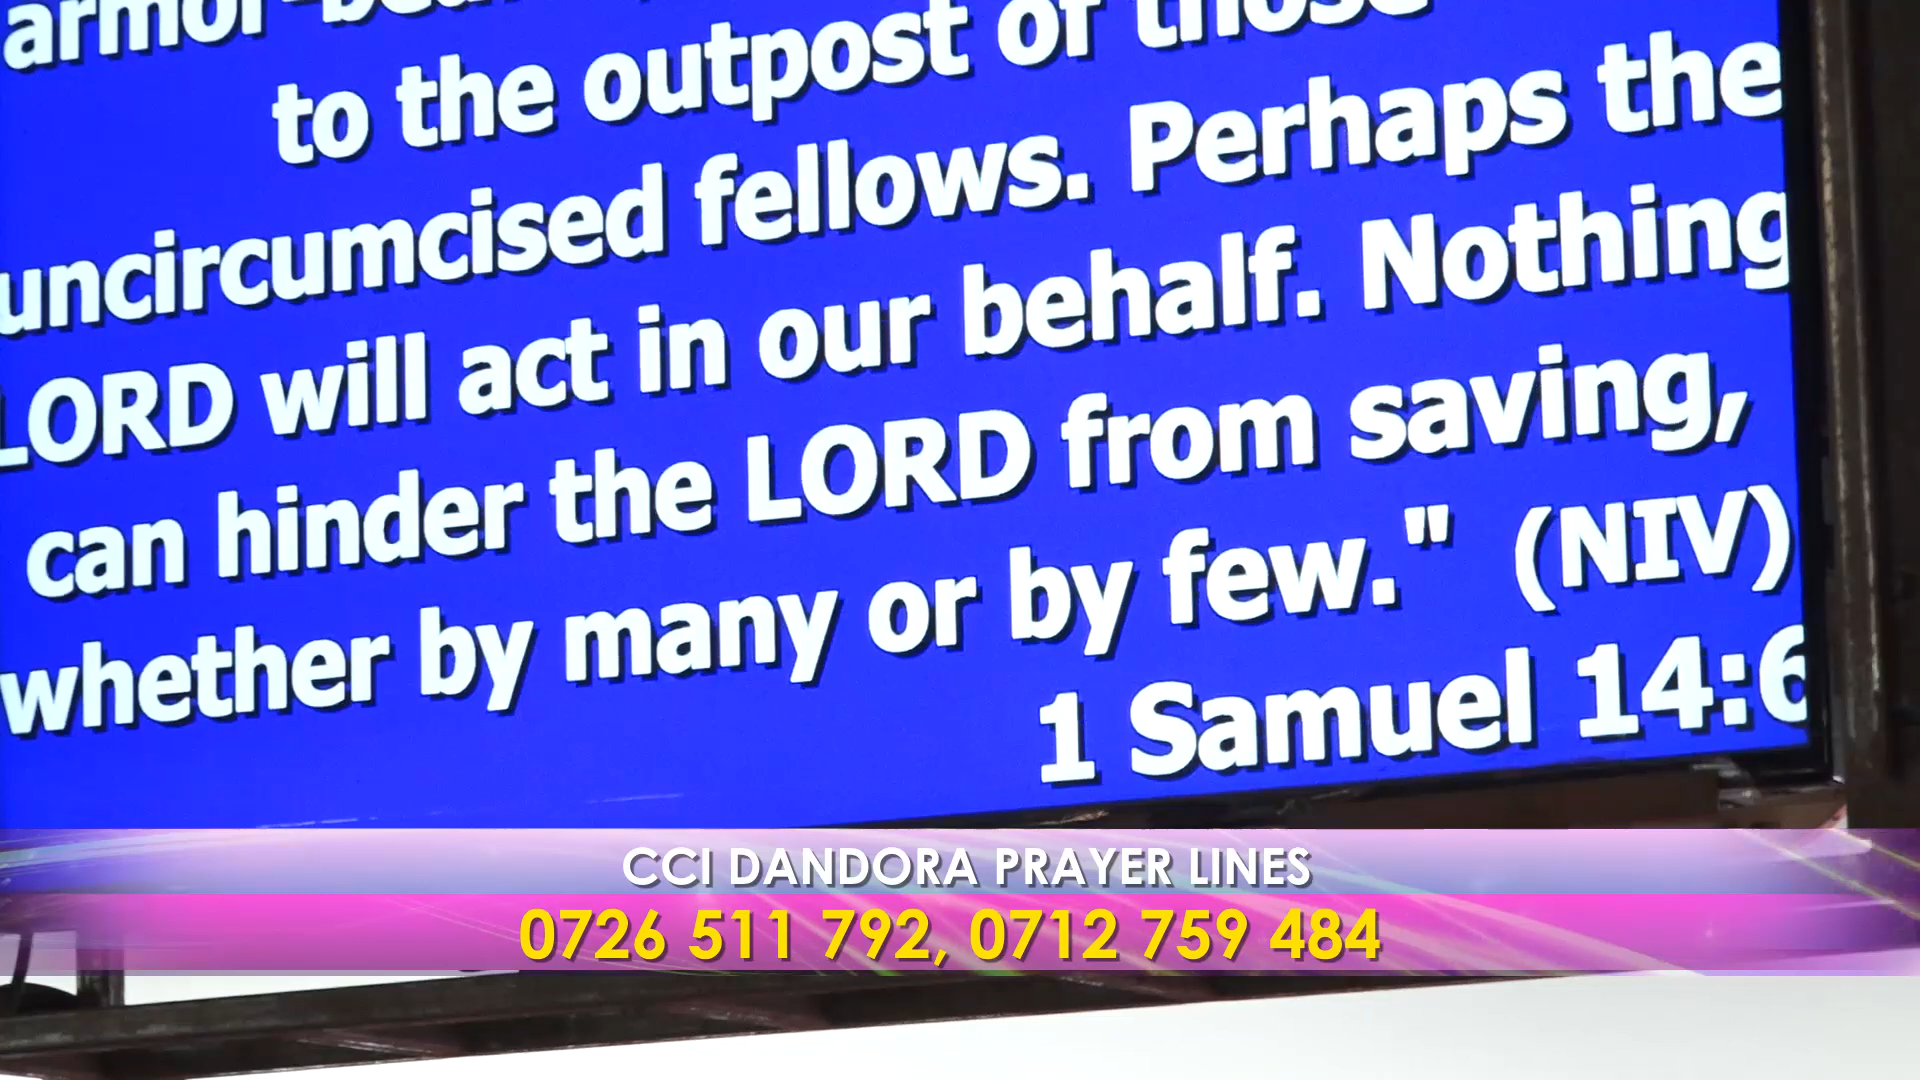 armor
to the outpost of those
uncircumcised fellows. Perhaps the
LORD will act in our behalf. Nothing
can hinder the LORD from saving,
whether by many or by few." (NIV)
1 Samuel 14:6
CCI DANDORA PRAYER LINES
0726 511 792, 0712 759 484